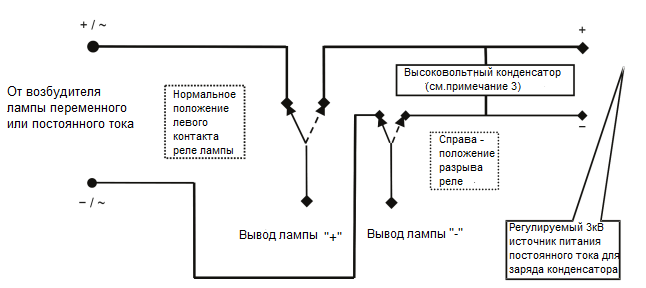 + / ~
+
От возбудителя
лампы переменного
или постоянного тока
Нормальное
положение
левого
контакта
реле лампы
Высоковольтный конденсатор
(см.примечание 3)
Справа -
положение
разрыва
реле
–
– / ~
Вывод лампы "+"
Вывод лампы "-"
Регулируемый 3кВ
источник питания
постоянного тока для
заряда конденсатора